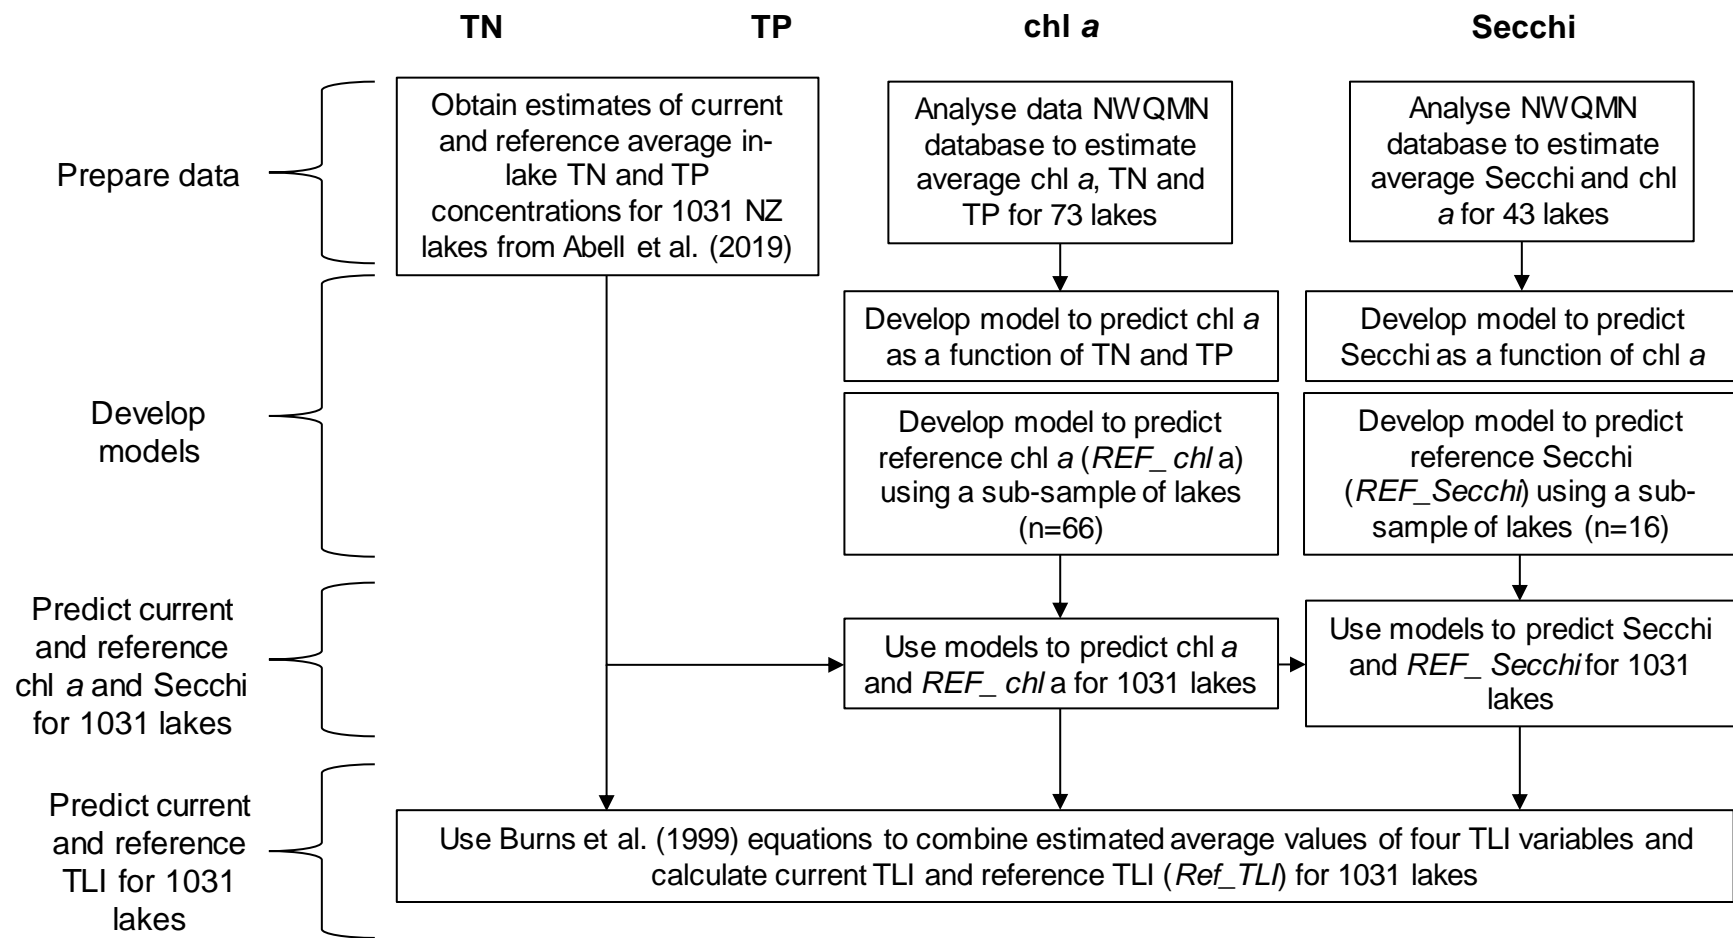 TN
TP
chl a
Secchi
Prepare data
Obtain estimates of current
and reference average in-
lake TN and TP
concentrations for 1031 NZ
lakes from Abell et al. (2019)
Analyse data NWQMN
database to estimate
average chl a, TN and
TP for 73 lakes
Analyse NWQMN
database to estimate
average Secchi and chl
a for 43 lakes
Develop
models
Develop model to predict chl a
as a function of TN and TP
Develop model to predict
Secchi as a function of chl a
Develop model to predict
reference chl a (REF_ chl a)
using a sub-sample of lakes
(n=66)
Develop model to predict
reference Secchi
(REF_Secchi) using a sub-
sample of lakes (n=16)
Predict current
and reference
chl a and Secchi
for 1031 lakes
Use models to predict chl a
and REF_ chl a for 1031 lakes
Use models to predict Secchi
and REF_ Secchi for 1031
lakes
Predict current
and reference
TLI for 1031
lakes
Use Burns et al. (1999) equations to combine estimated average values of four TLI variables and
calculate current TLI and reference TLI (Ref_TLI) for 1031 lakes